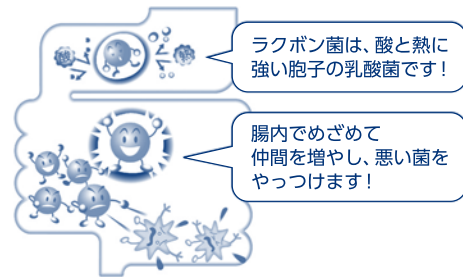 ラクボン菌は、酸と熱に
強い胞子の乳酸菌です！
腸内でめざめて
仲間を増やし、悪い菌を
やっつけます！